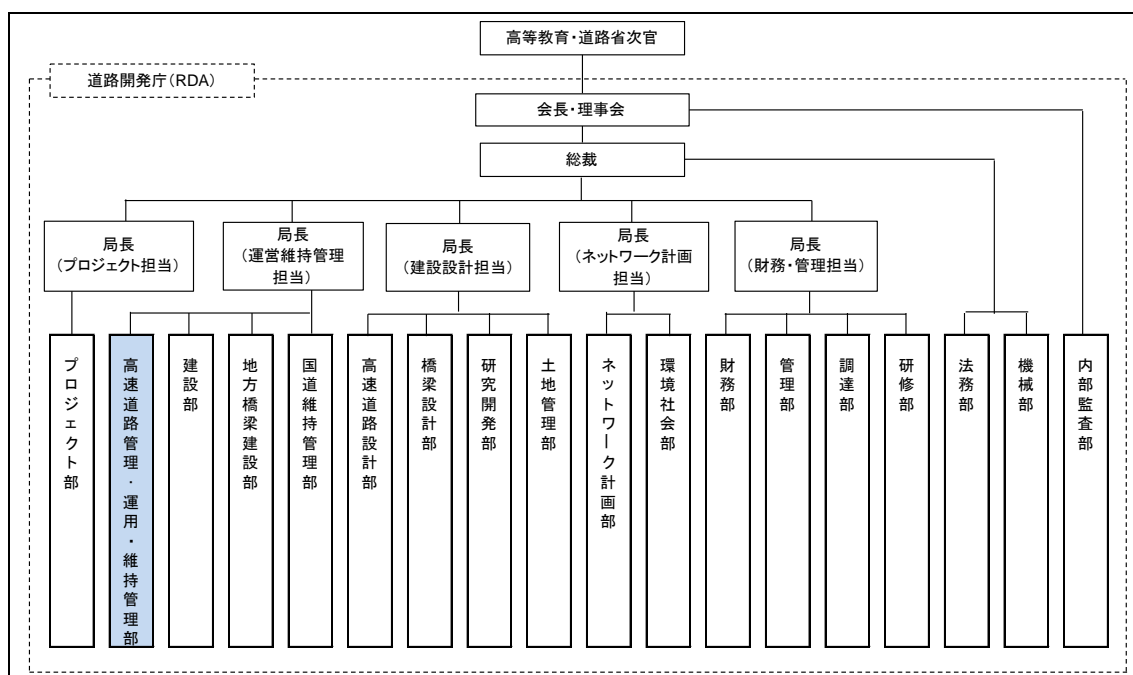 高等教育・道路省次官
道路開発庁(RDA)
会長・理事会
総裁
局長
(プロジェクト担当)
局長
(運営維持管理
担当)
局長
(建設設計担当)
局長
(ネットワーク計画
担当)
局長
(財務・管理担当)
プロジェクト部
高速道路管理・運用・維持管理部
建設部
地方橋梁建設部
国道維持管理部
高速道路設計部
橋梁設計部
研究開発部
土地管理部
ネットワーク計画部
環境社会部
財務部
管理部
調達部
研修部
法務部
機械部
内部監査部